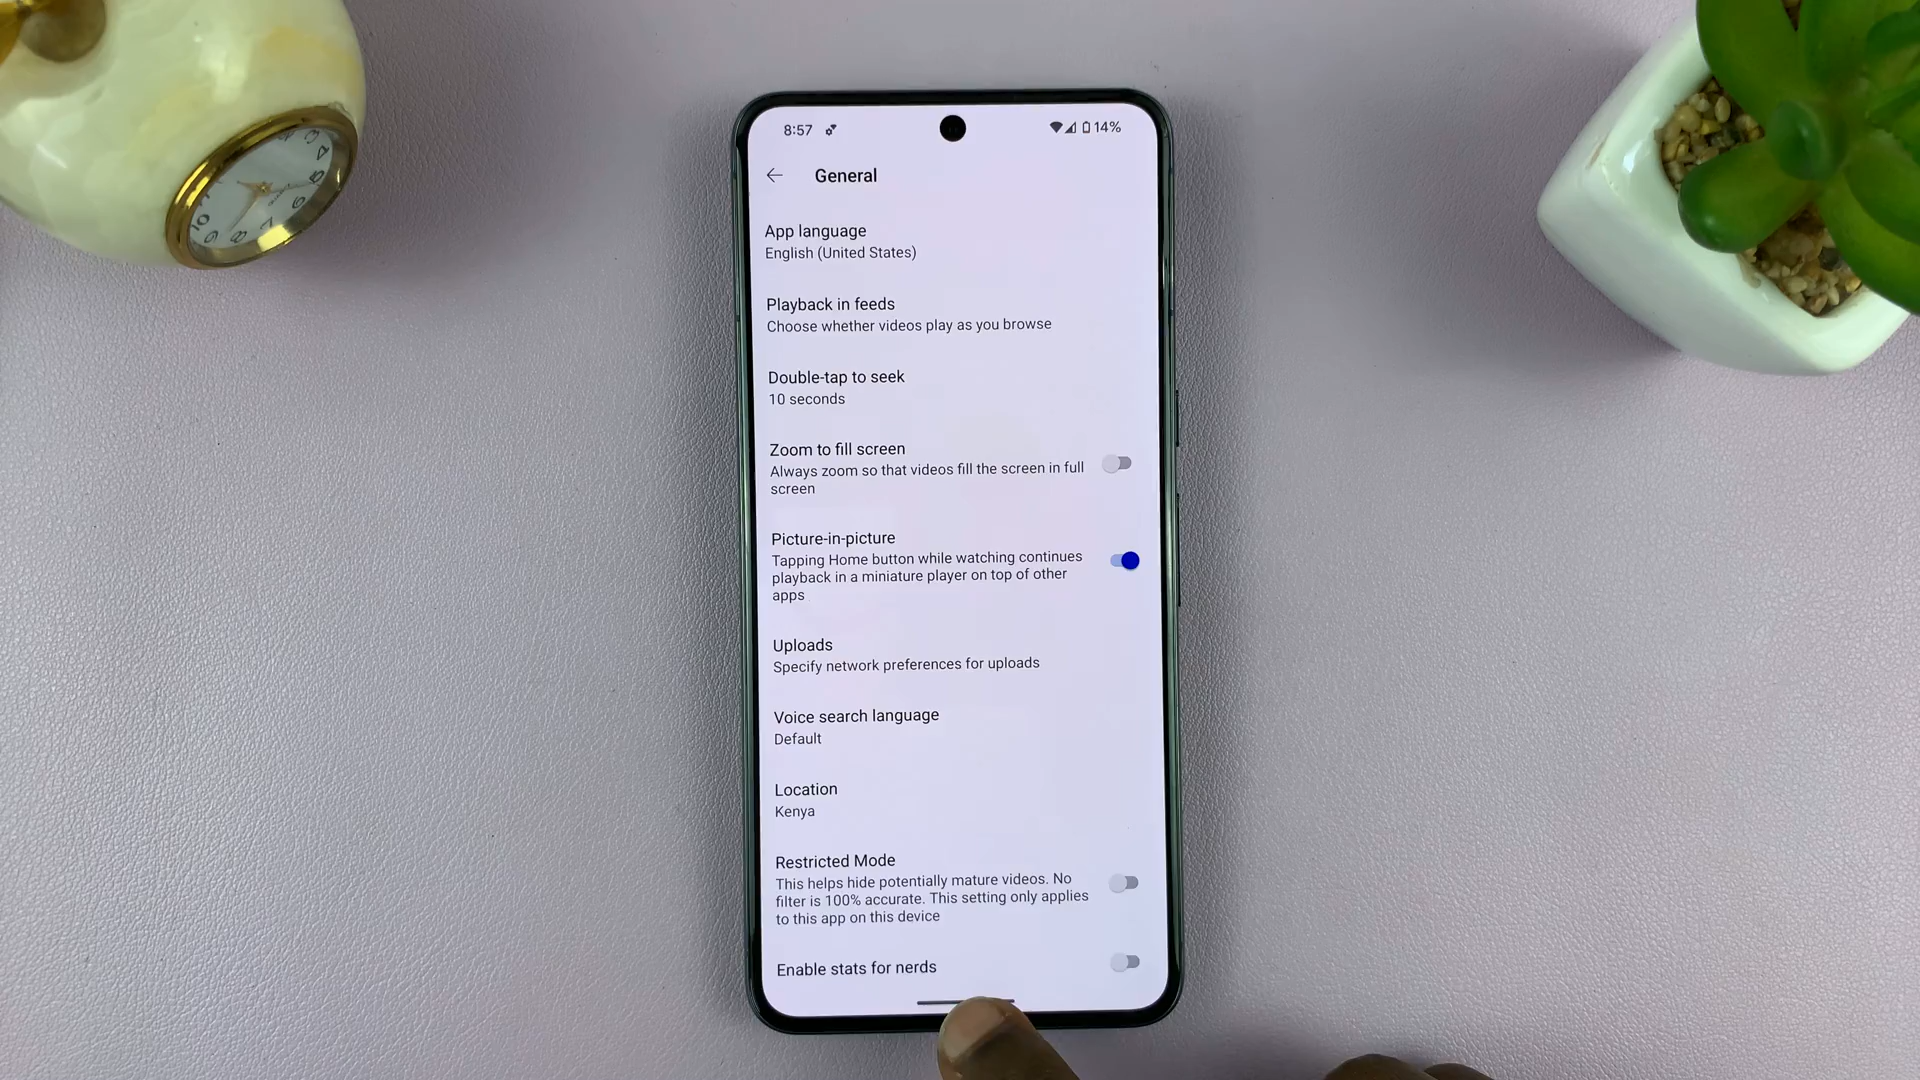 8:57
14%
General
App language
English (United States)
Playback in feeds
Choose whether videos play as you browse
Double-tap to seek
10 seconds
Zoom to fill screen
Always zoom so that videos fill the screen in full
screen
Picture-in-picture
Tapping Home button while watching continues
playback in a miniature player on top of other
apps
Uploads
Specify network preferences for uploads
Voice search language
Default
Location
Kenya
Restricted Mode
This helps hide potentially mature videos. No
filter is 100% accurate. This setting only applies
to this app on this device
Enable stats for nerds